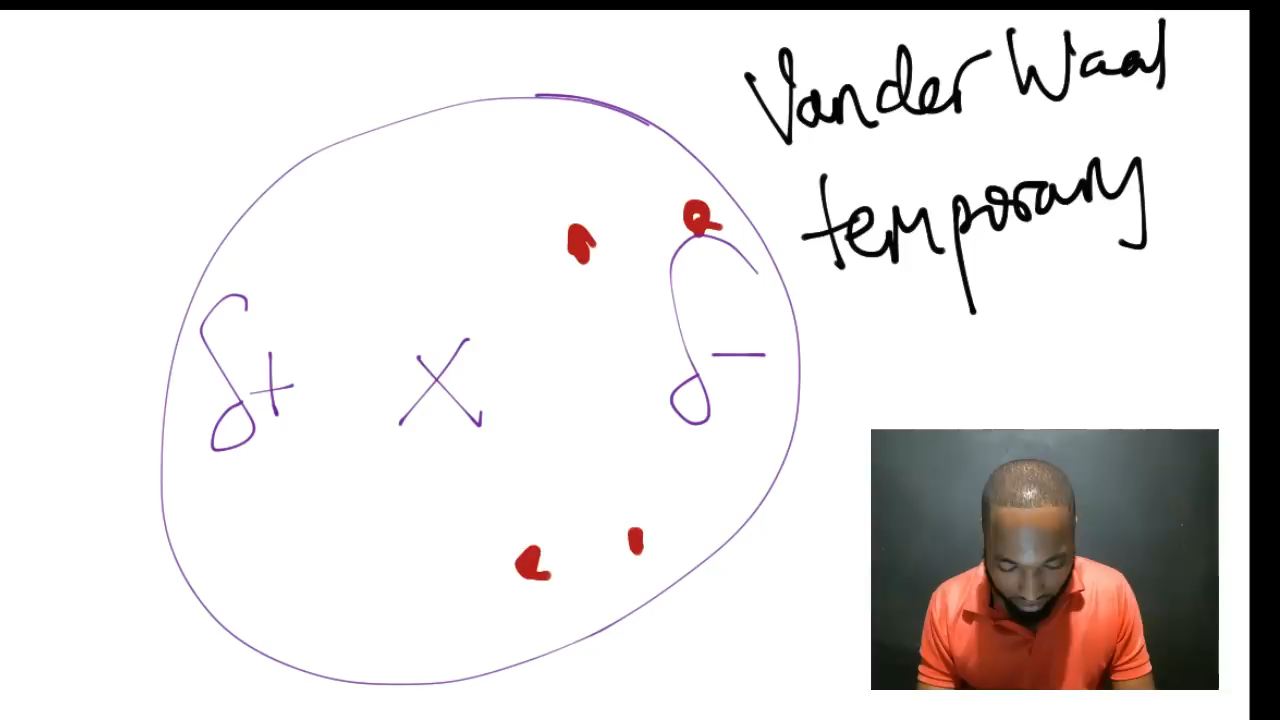 Vander Waal
temporary
δ+ X δ-